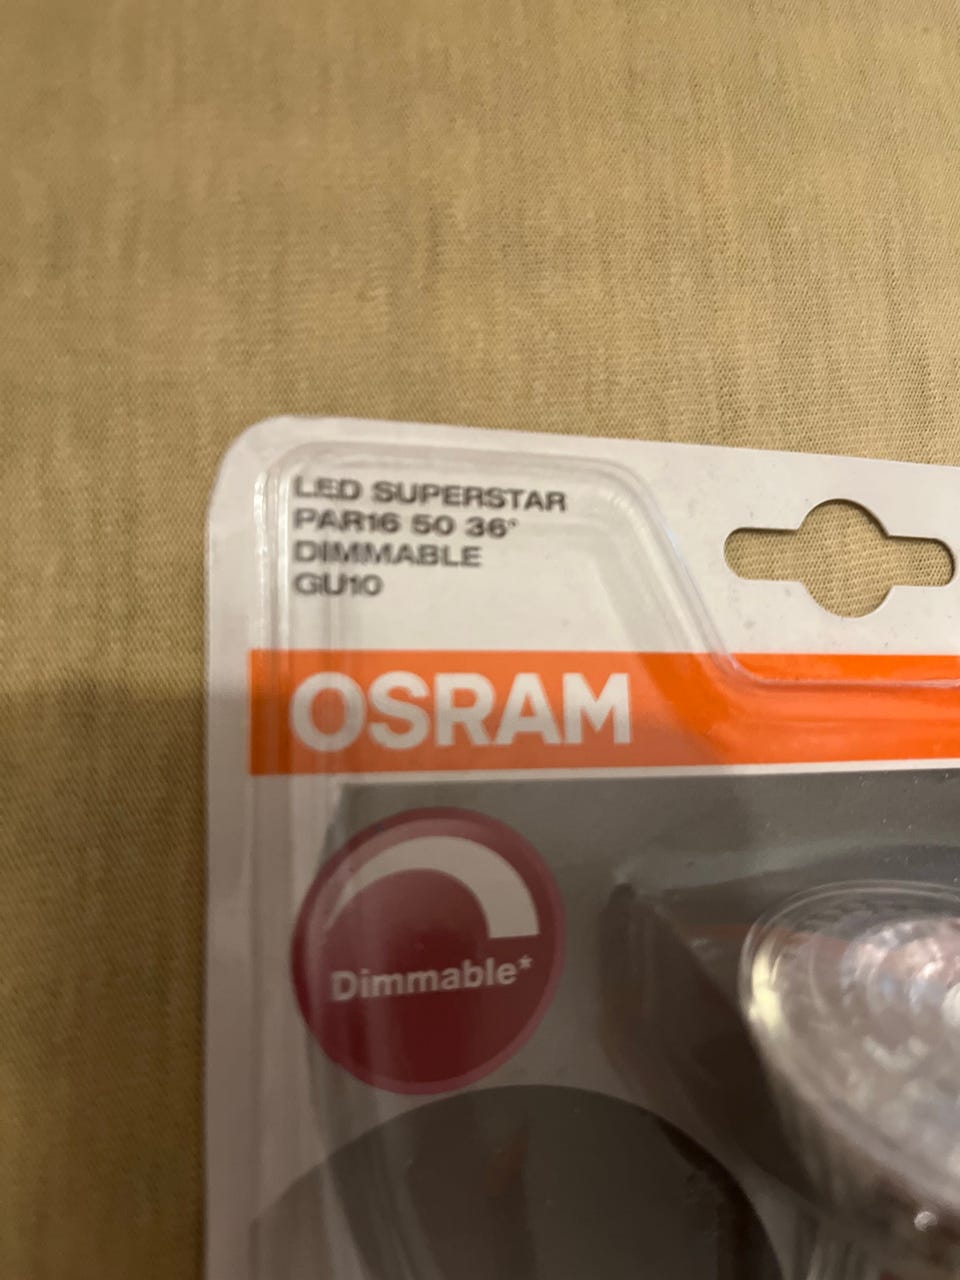 LED SUPERSTAR
PAR16 50 36°
DIMMABLE
GU10
OSRAM
Dimmable*